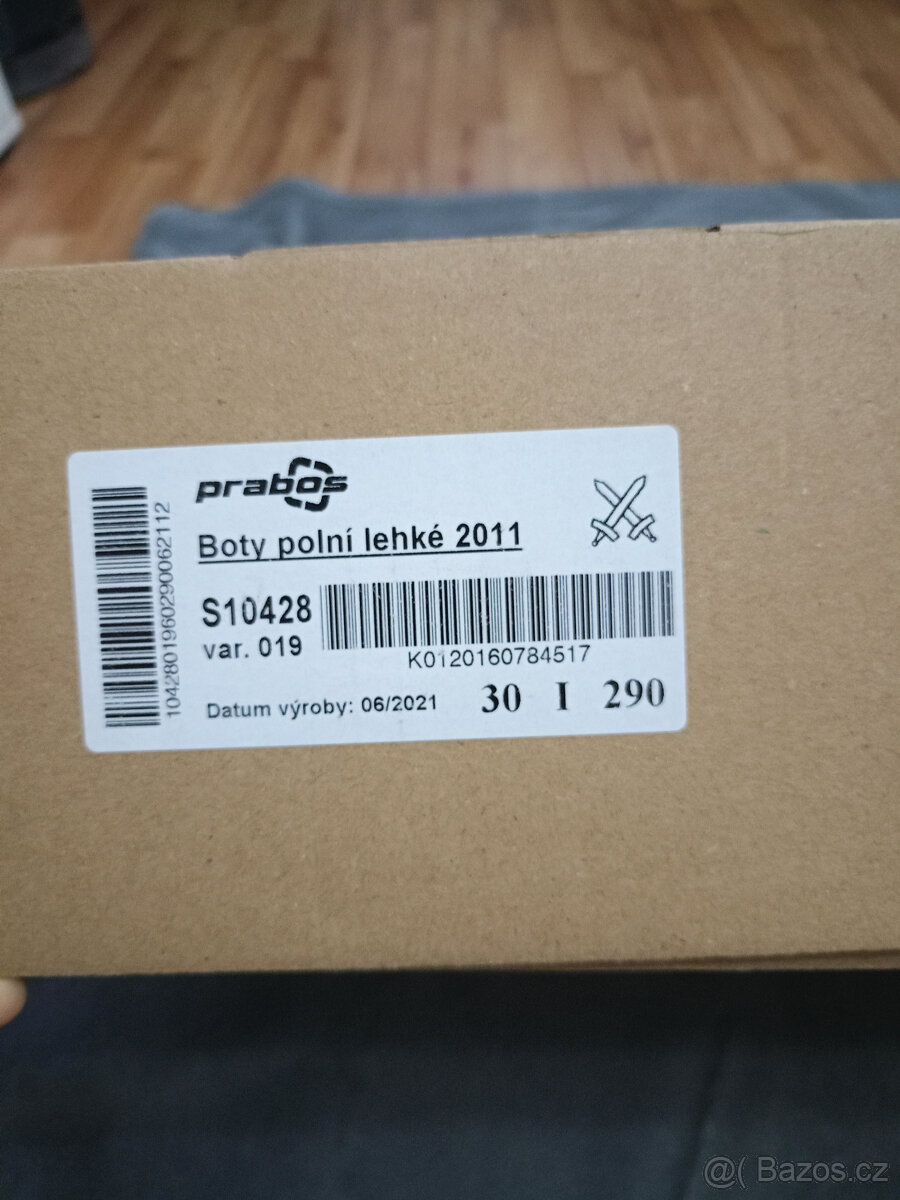 prabos
Boty polní lehké 2011
S10428
var. 019
K0120160784517
Datum výroby: 06/2021 30 I 290
1042801960290062112
@( Bazos.cz